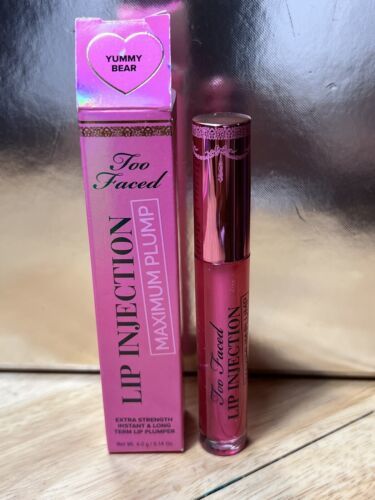 YUMMY
BEAR
Too
Faced
LIP INJECTION
MAXIMUM PLUMP
EXTRA STRENGTH
INSTANT & LONG
TERM LIP PLUMPER
Net Wt. 4.0 g / 0.14 Oz.
Too Faced
LIP INJECTION